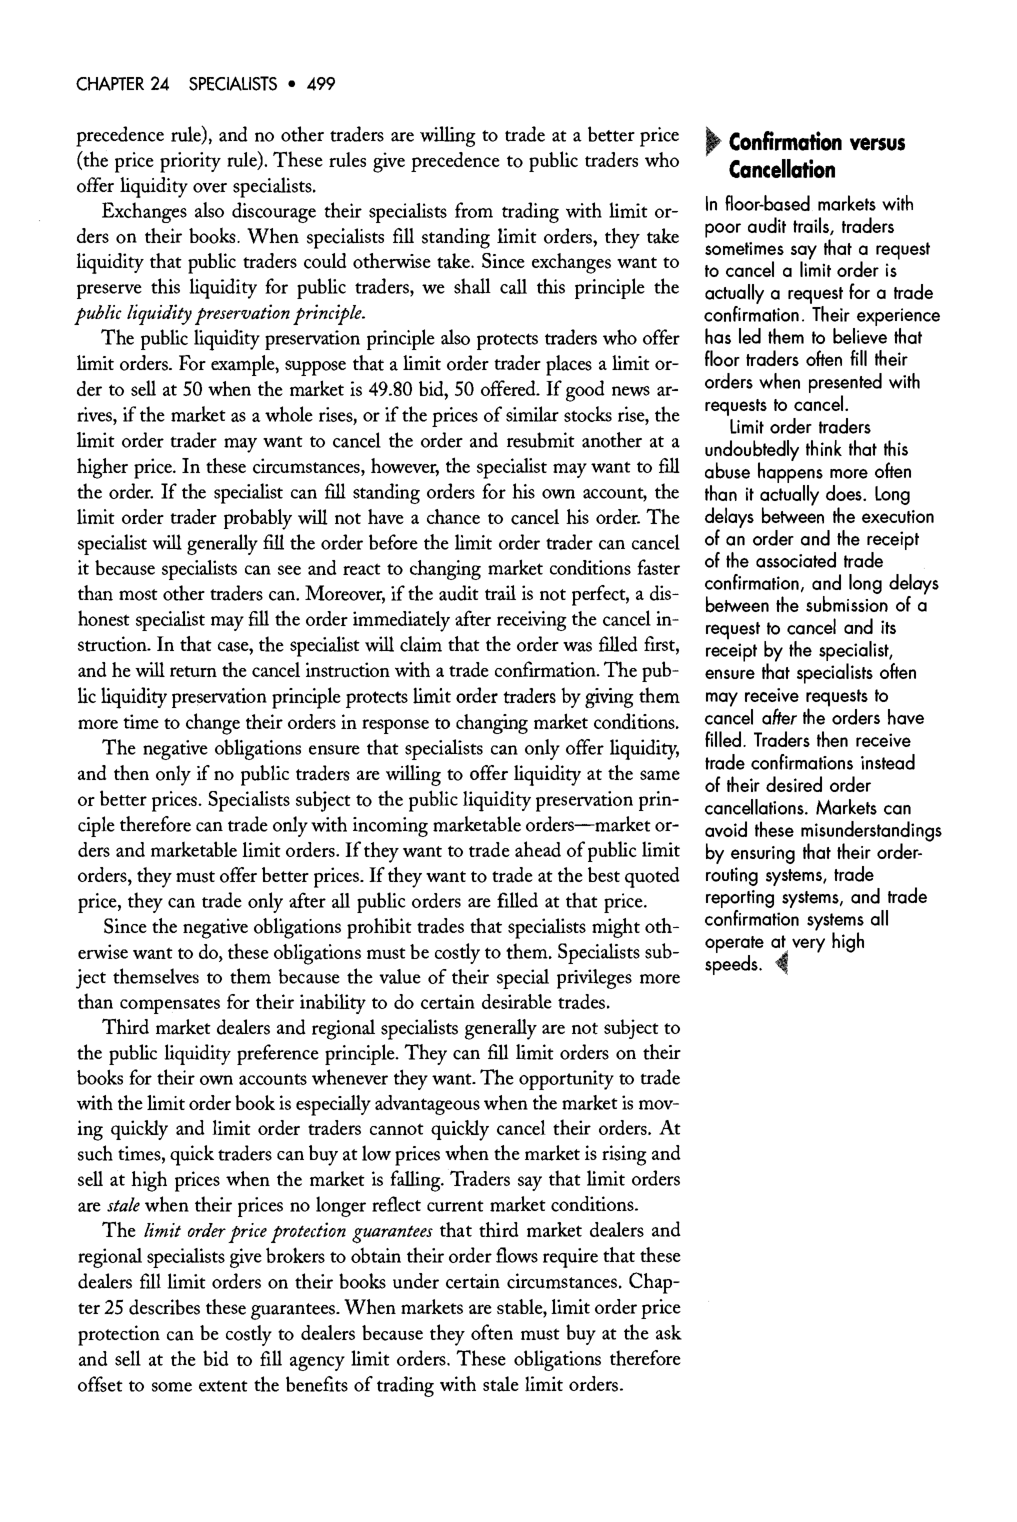 CHAPTER 24 SPECIALISTS • 499
precedence rule), and no other traders are willing to trade at a better price
(the price priority rule). These rules give precedence to public traders who
offer liquidity over specialists.
Exchanges also discourage their specialists from trading with limit or-
ders on their books. When specialists fill standing limit orders, they take
liquidity that public traders could otherwise take. Since exchanges want to
preserve this liquidity for public traders, we shall call this principle the
public liquidity preservation principle.
The public liquidity preservation principle also protects traders who offer
limit orders. For example, suppose that a limit order trader places a limit or-
der to sell at 50 when the market is 49.80 bid, 50 offered. If good news ar-
rives, if the market as a whole rises, or if the prices of similar stocks rise, the
limit order trader may want to cancel the order and resubmit another at a
higher price. In these circumstances, however, the specialist may want to fill
the order. If the specialist can fill standing orders for his own account, the
limit order trader probably will not have a chance to cancel his order. The
specialist will generally fill the order before the limit order trader can cancel
it because specialists can see and react to changing market conditions faster
than most other traders can. Moreover, if the audit trail is not perfect, a dis-
honest specialist may fill the order immediately after receiving the cancel in-
struction. In that case, the specialist will claim that the order was filled first,
and he will return the cancel instruction with a trade confirmation. The pub-
lic liquidity preservation principle protects limit order traders by giving them
more time to change their orders in response to changing market conditions.
The negative obligations ensure that specialists can only offer liquidity,
and then only if no public traders are willing to offer liquidity at the same
or better prices. Specialists subject to the public liquidity preservation prin-
ciple therefore can trade only with incoming marketable orders—market or-
ders and marketable limit orders. If they want to trade ahead of public limit
orders, they must offer better prices. If they want to trade at the best quoted
price, they can trade only after all public orders are filled at that price.
Since the negative obligations prohibit trades that specialists might oth-
erwise want to do, these obligations must be costly to them. Specialists sub-
ject themselves to them because the value of their special privileges more
than compensates for their inability to do certain desirable trades.
Third market dealers and regional specialists generally are not subject to
the public liquidity preference principle. They can fill limit orders on their
books for their own accounts whenever they want. The opportunity to trade
with the limit order book is especially advantageous when the market is mov-
ing quickly and limit order traders cannot quickly cancel their orders. At
such times, quick traders can buy at low prices when the market is rising and
sell at high prices when the market is falling. Traders say that limit orders
are stale when their prices no longer reflect current market conditions.
The limit order price protection guarantees that third market dealers and
regional specialists give brokers to obtain their order flows require that these
dealers fill limit orders on their books under certain circumstances. Chap-
ter 25 describes these guarantees. When markets are stable, limit order price
protection can be costly to dealers because they often must buy at the ask
and sell at the bid to fill agency limit orders. These obligations therefore
offset to some extent the benefits of trading with stale limit orders.
Confirmation versus
Cancellation
In floor-based markets with
poor audit trails, traders
sometimes say that a request
to cancel a limit order is
actually a request for a trade
confirmation. Their experience
has led them to believe that
floor traders often fill their
orders when presented with
requests to cancel.
Limit order traders
undoubtedly think that this
abuse happens more often
than it actually does. Long
delays between the execution
of an order and the receipt
of the associated trade
confirmation, and long delays
between the submission of a
request to cancel and its
receipt by the specialist,
ensure that specialists often
may receive requests to
cancel after the orders have
filled. Traders then receive
trade confirmations instead
of their desired order
cancellations. Markets can
avoid these misunderstandings
by ensuring that their order-
routing systems, trade
reporting systems, and trade
confirmation systems all
operate at very high
speeds.